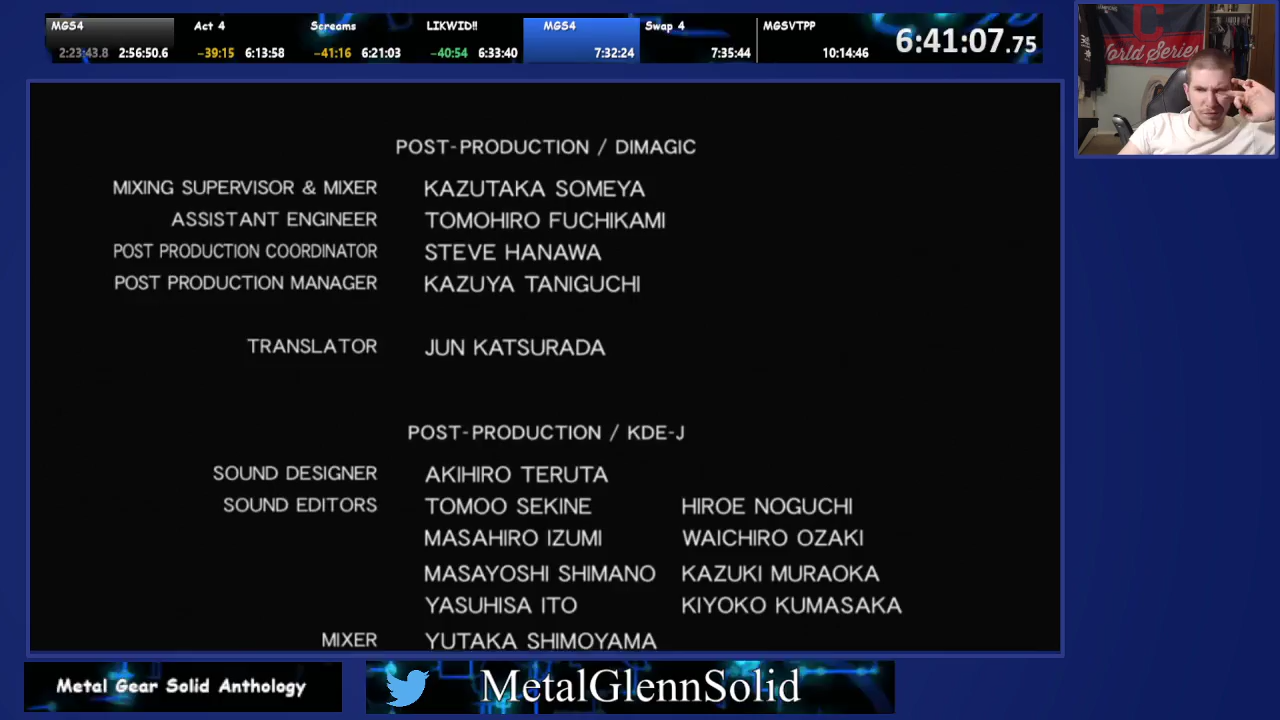 MGS4 Act 4 Screams LIKWID!! MGS4 Swap 4 MGSVTPP
2:23:43.8 2:56:50.6 -39:15 6:13:58 -41:16 6:21:03 -40:54 6:33:40 7:32:24 7:35:44 10:14:46 6:41:07.75
C
World Series
POST-PRODUCTION / DIMAGIC
MIXING SUPERVISOR & MIXER KAZUTAKA SOMEYA
ASSISTANT ENGINEER TOMOHIRO FUCHIKAMI
POST PRODUCTION COORDINATOR STEVE HANAWA
POST PRODUCTION MANAGER KAZUYA TANIGUCHI
TRANSLATOR JUN KATSURADA
POST-PRODUCTION / KDE-J
SOUND DESIGNER AKIHIRO TERUTA
SOUND EDITORS TOMOO SEKINE HIROE NOGUCHI
MASAHIRO IZUMI WAICHIRO OZAKI
MASAYOSHI SHIMANO KAZUKI MURAOKA
YASUHISA ITO KIYOKO KUMASAKA
MIXER YUTAKA SHIMOYAMA
Metal Gear Solid Anthology MetalGlennSolid